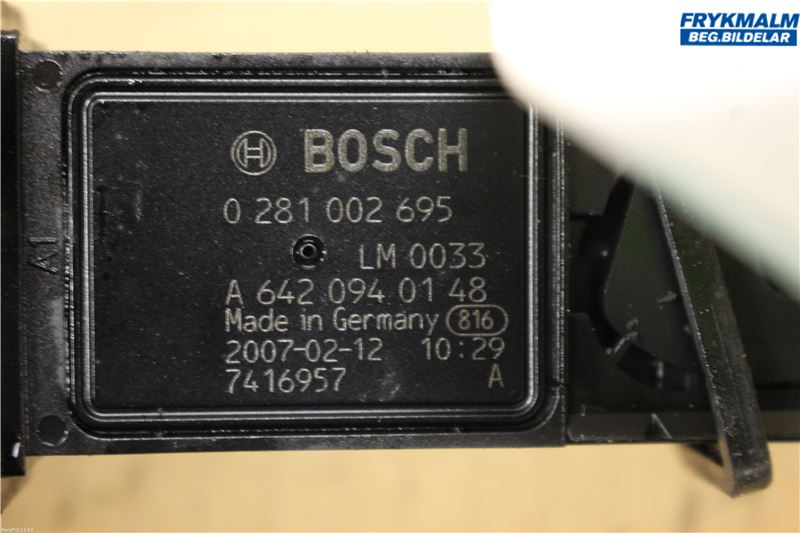 FRYKMALM
BEG.BILDELAR
BOSCH
0 281 002 695
LM 0033
A 642 094 01 48
Made in Germany 816
2007-02-12 10:29
7416957 A
A1